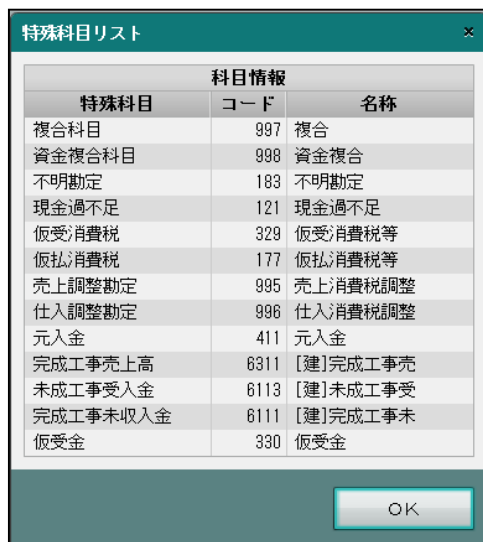 特殊科目リスト ×
科目情報
特殊科目 コード 名称
複合科目 997 複合
資金複合科目 998 資金複合
不明勘定 183 不明勘定
現金過不足 121 現金過不足
仮受消費税 329 仮受消費税等
仮払消費税 177 仮払消費税等
売上調整勘定 995 売上消費税調整
仕入調整勘定 996 仕入消費税調整
元入金 411 元入金
完成工事売上高 6311 [建]完成工事売
未成工事受入金 6113 [建]未成工事受
完成工事未収入金 6111 [建]完成工事未
仮受金 330 仮受金
OK